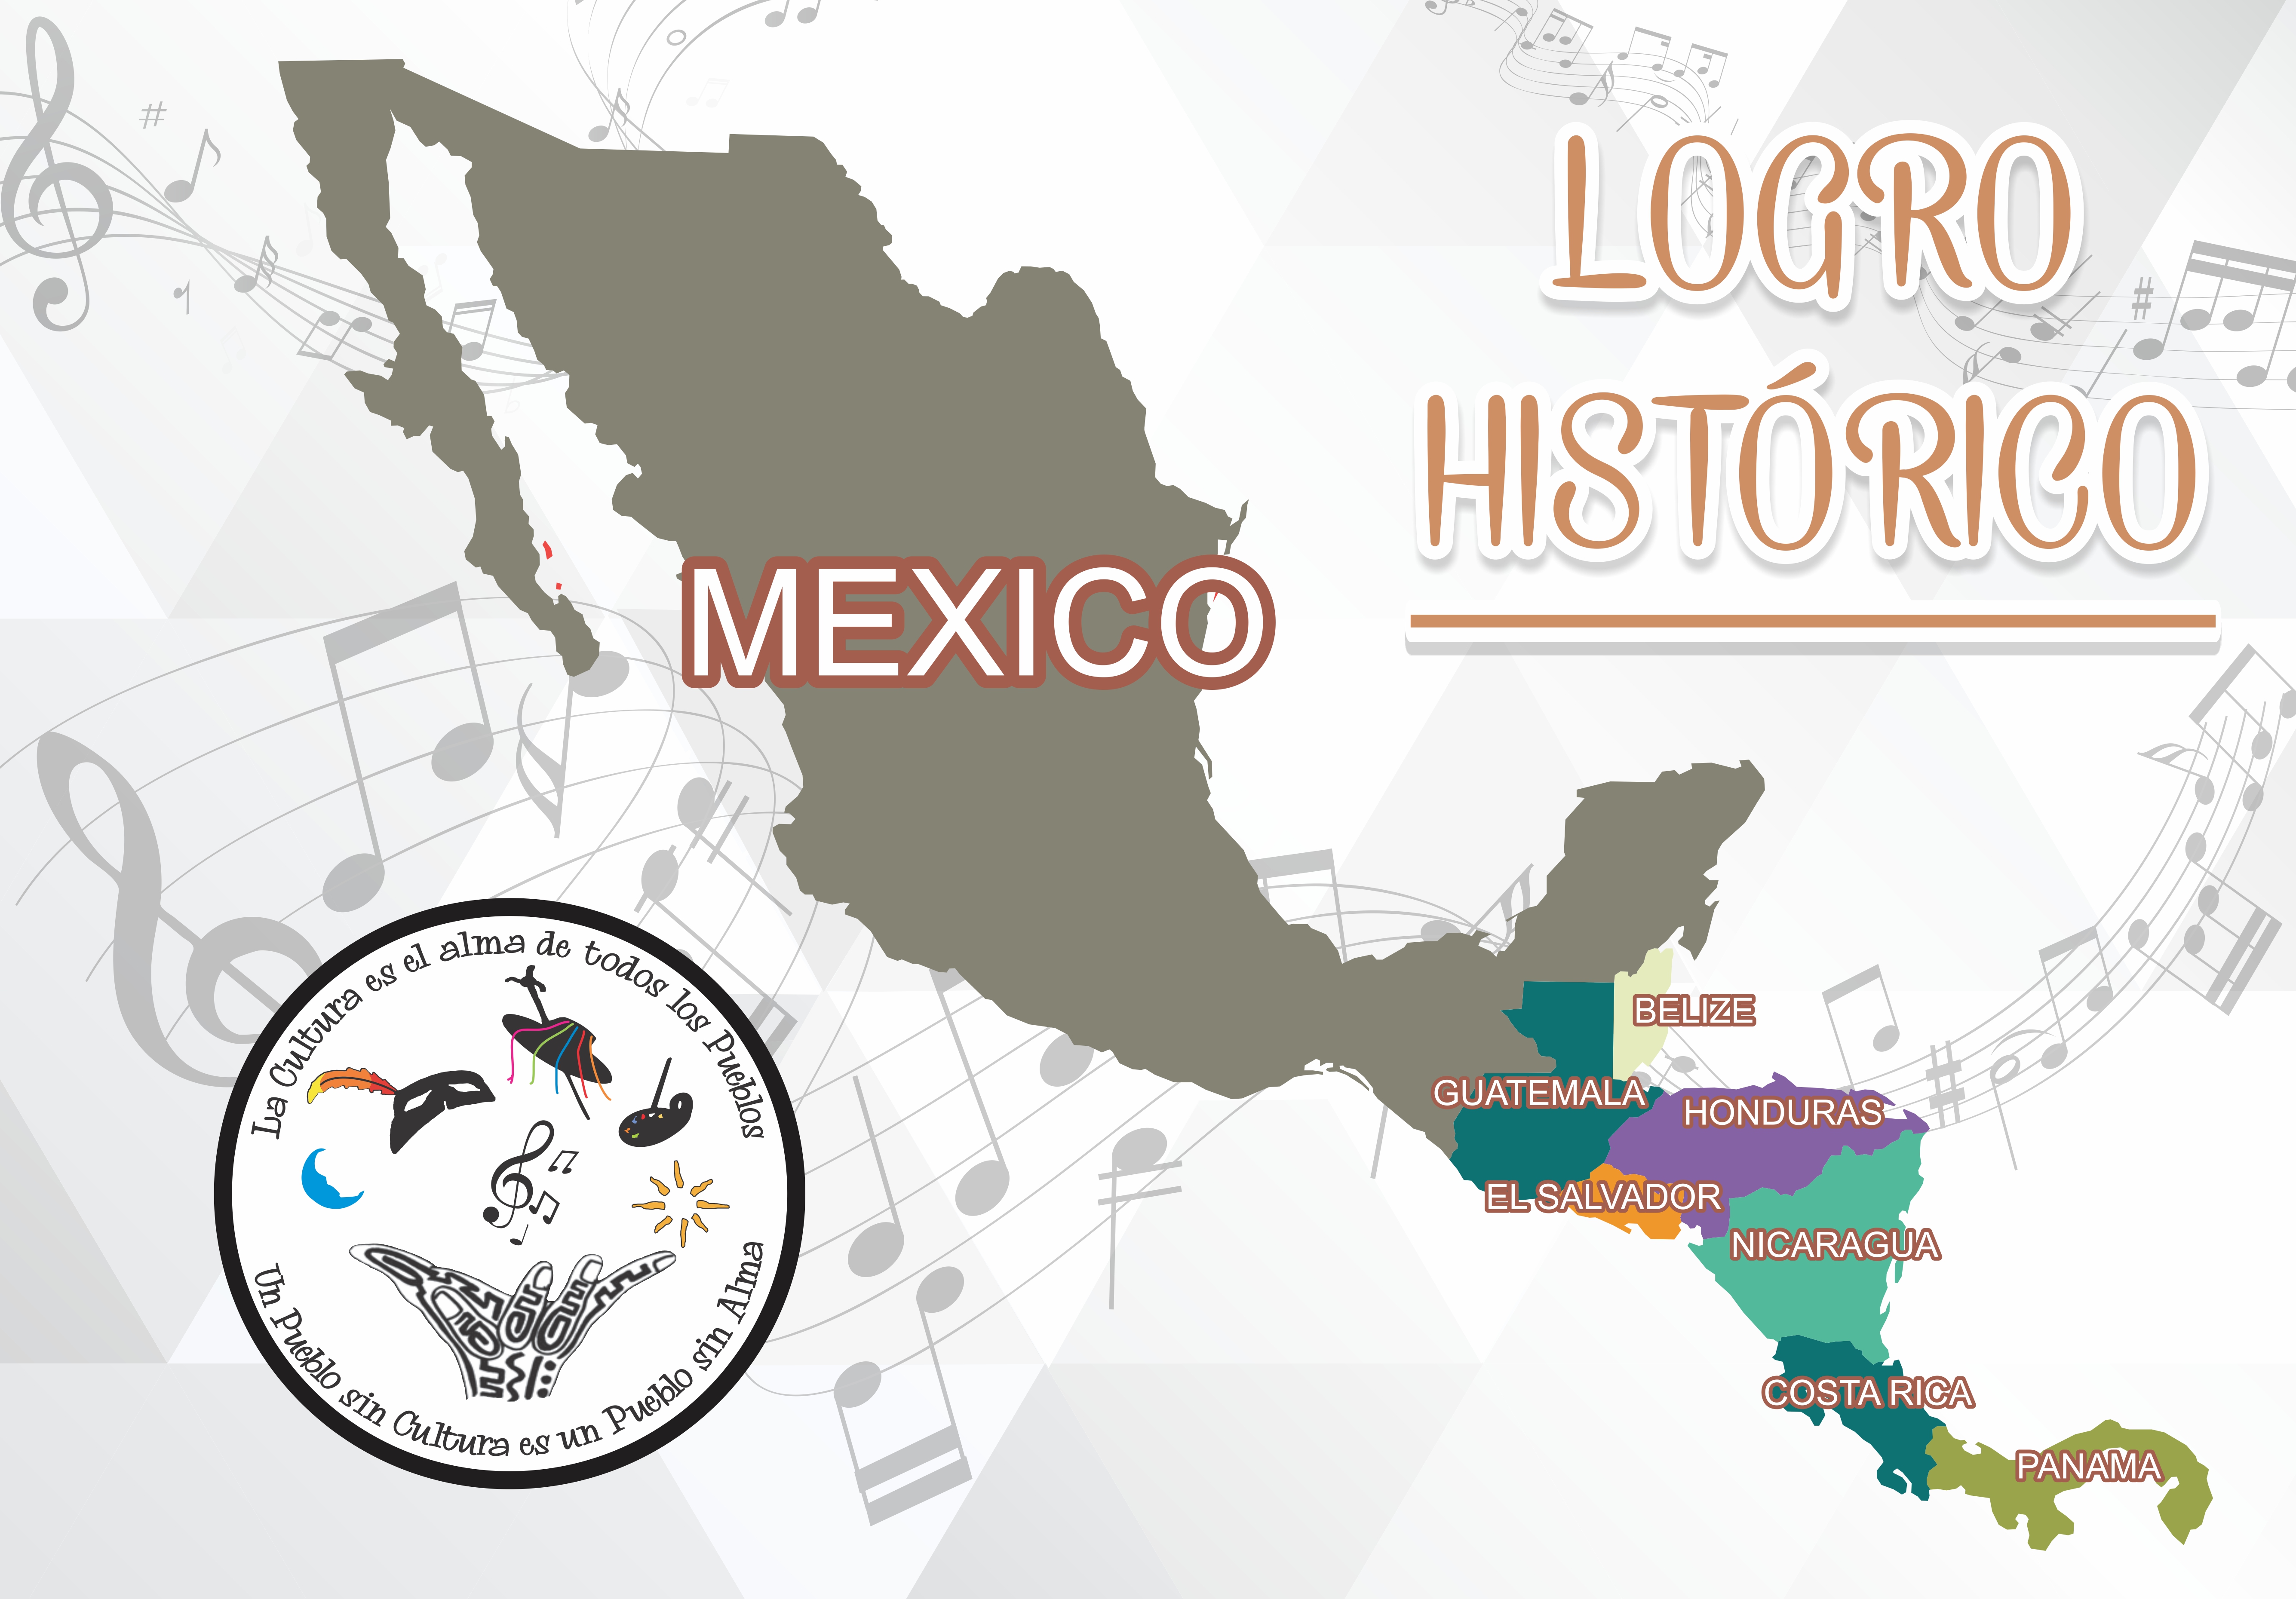 LOGRO
HISTÓRICO
MEXICO
BELIZE
GUATEMALA
HONDURAS
EL SALVADOR
NICARAGUA
COSTA RICA
PANAMA
La Cultura es el alma de todos los Pueblos
Un Pueblo sin Cultura es un Pueblo sin Alma